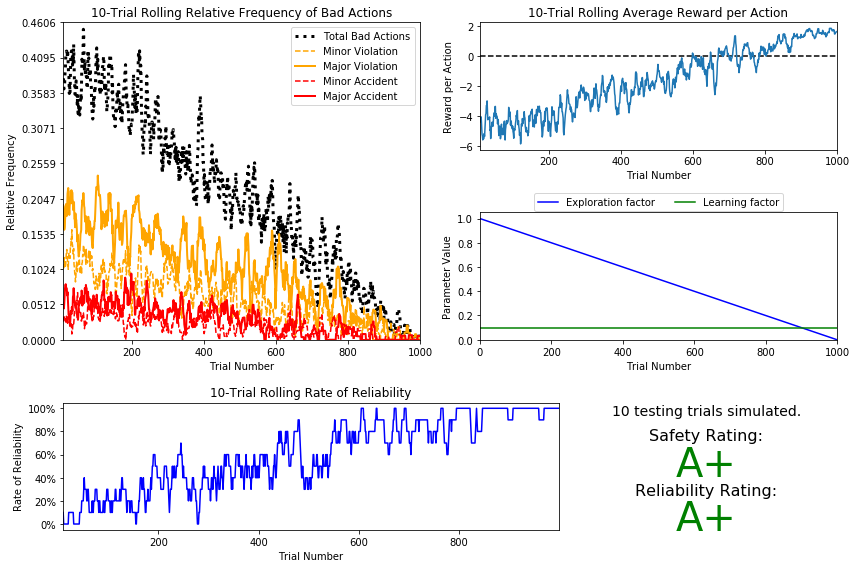 10-Trial Rolling Relative Frequency of Bad Actions
Relative Frequency
0.4606
0.4095
0.3583
0.3071
0.2559
0.2047
0.1535
0.1024
0.0512
0.0000
Total Bad Actions
Minor Violation
Major Violation
Minor Accident
Major Accident
200 400 600 800 1000
Trial Number
10-Trial Rolling Average Reward per Action
Reward per Action
2
0
−2
−4
−6
200 400 600 800 1000
Trial Number
Exploration factor Learning factor
Parameter Value
1.0
0.8
0.6
0.4
0.2
0.0
0 200 400 600 800 1000
Trial Number
10-Trial Rolling Rate of Reliability
Rate of Reliability
100%
80%
60%
40%
20%
0%
200 400 600 800
Trial Number
10 testing trials simulated.
Safety Rating:
A+
Reliability Rating:
A+